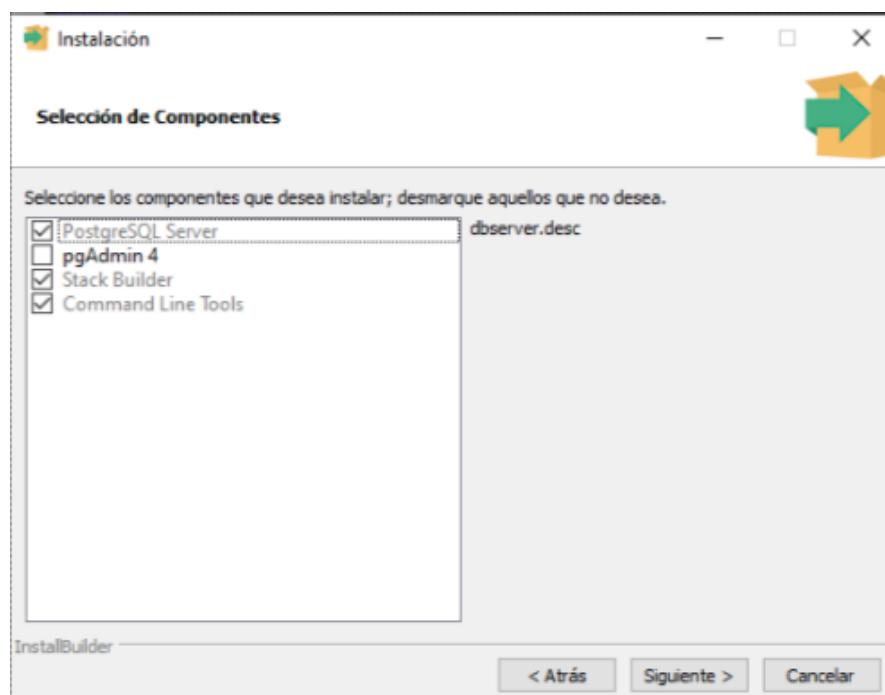 Instalación
Selección de Componentes
Seleccione los componentes que desea instalar; desmarque aquellos que no desea.
PostgreSQL Server
dbserver.desc
pgAdmin 4
Stack Builder
Command Line Tools
InstallBuilder
< Atrás
Siguiente >
Cancelar